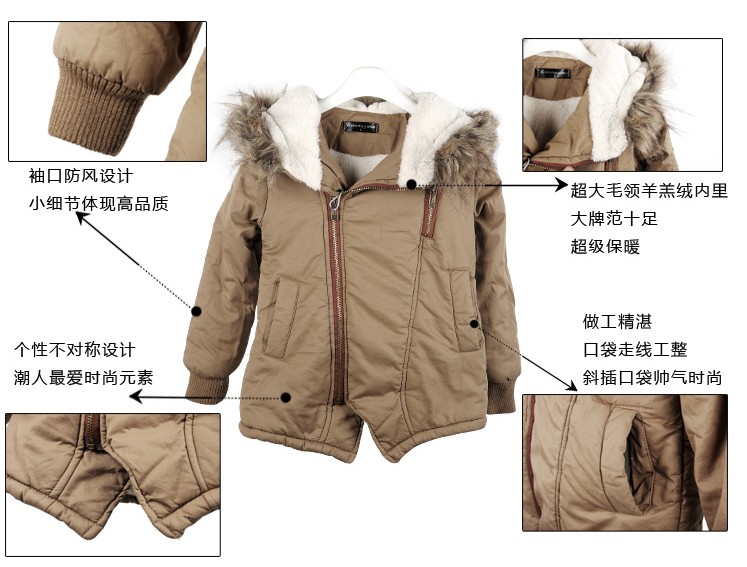 袖口防风设计
小细节体现高品质
超大毛领羊羔绒内里
大牌范十足
超级保暖
个性不对称设计
潮人最爱时尚元素
做工精湛
口袋走线工整
斜插口袋帅气时尚